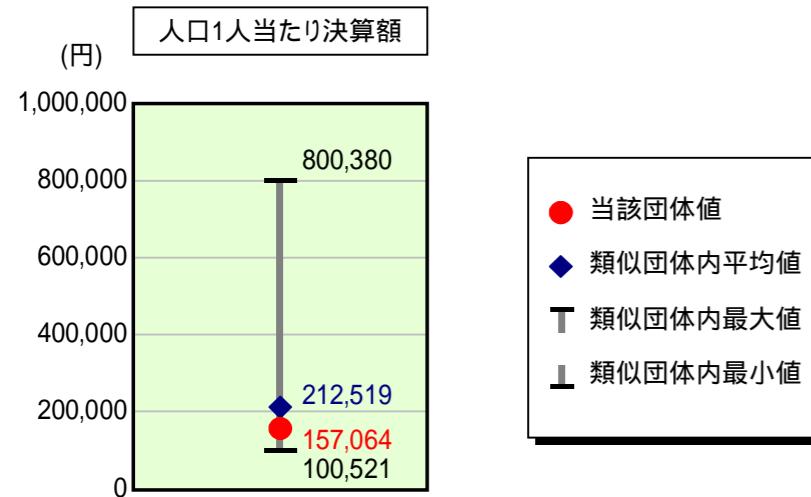 人口1人当たり決算額
(円)
1,000,000
800,000
600,000
400,000
200,000
0
800,380
212,519
157,064
100,521
当該団体値
類似団体内平均値
類似団体内最大値
類似団体内最小値